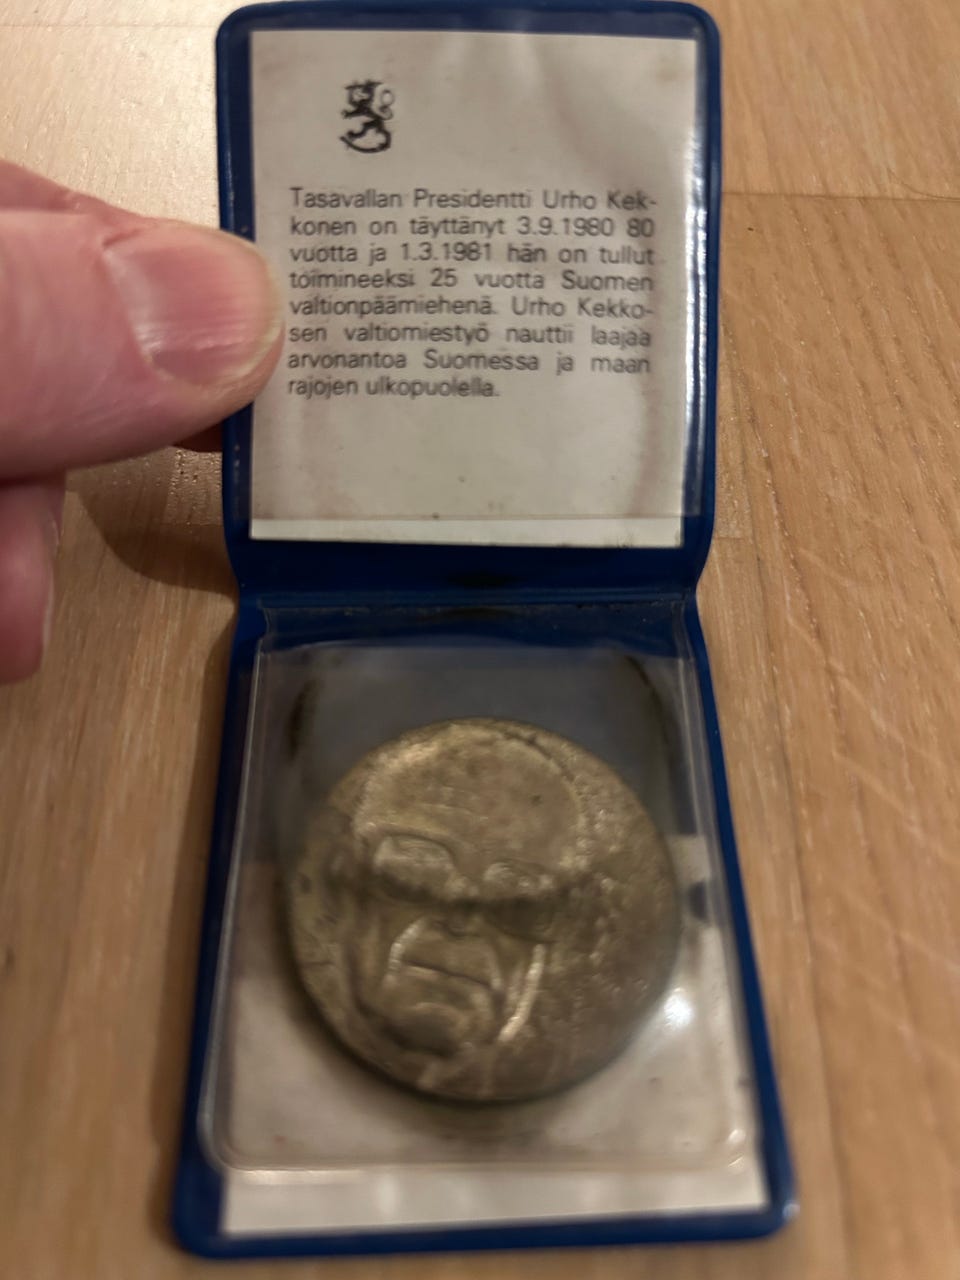 Tasavallan Presidentti Urho Kek-
konen on täyttänyt 3.9.1980 80
vuotta ja 1.3.1981 hän on tullut
toimineeksi 25 vuotta Suomen
valtionpäämiehenä. Urho Kekko-
sen valtiomiestyö nauttii laajaa
arvonantoa Suomessa ja maan
rajojen ulkopuolella.